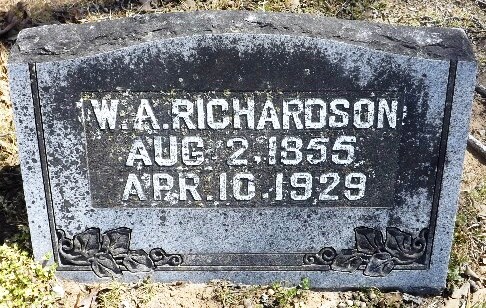 W. A. RICHARDSON
AUG. 2, 1855
APR. 10, 1929